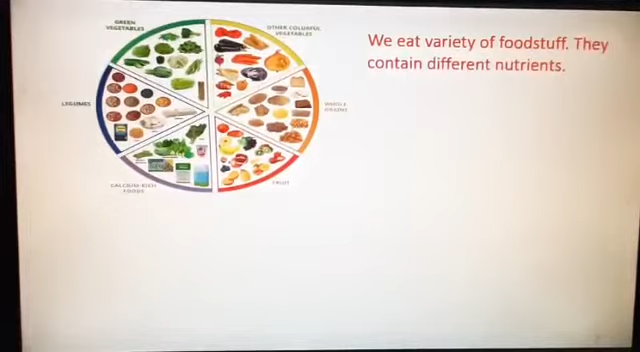 GREEN
VEGETABLES
OTHER COLORFUL
VEGETABLES
We eat variety of foodstuff. They
contain different nutrients.
LEGUMES
WHOLE
GRAINS
CALCIUM-RICH
FOODS
FRUIT